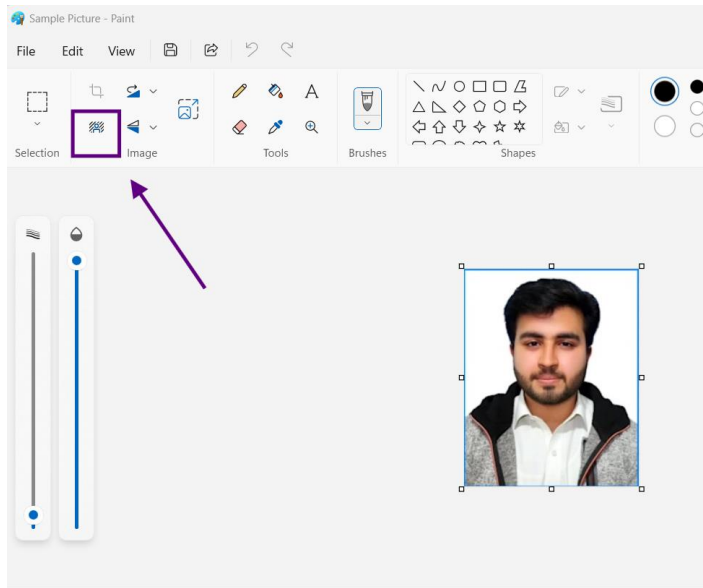 Sample Picture - Paint
File Edit View
A
Selection Image Tools Brushes Shapes